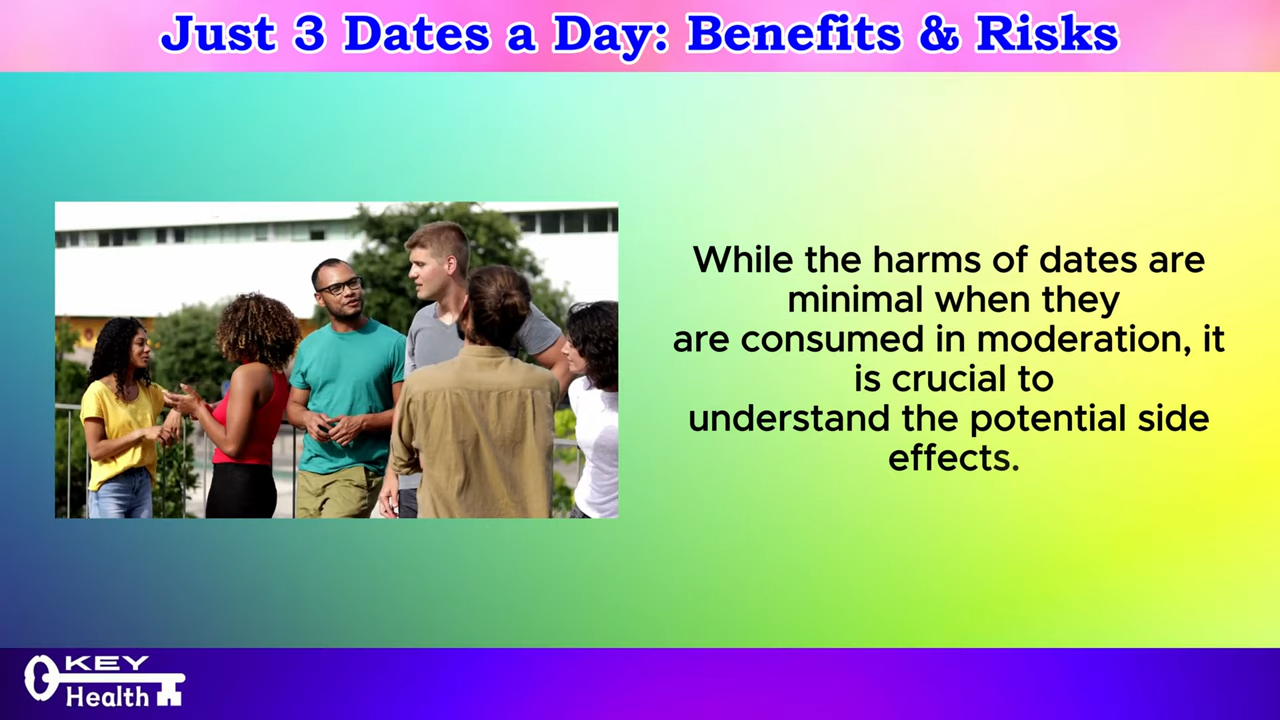 Just 3 Dates a Day: Benefits & Risks
While the harms of dates are
minimal when they
are consumed in moderation, it
is crucial to
understand the potential side
effects.
KEY
Health